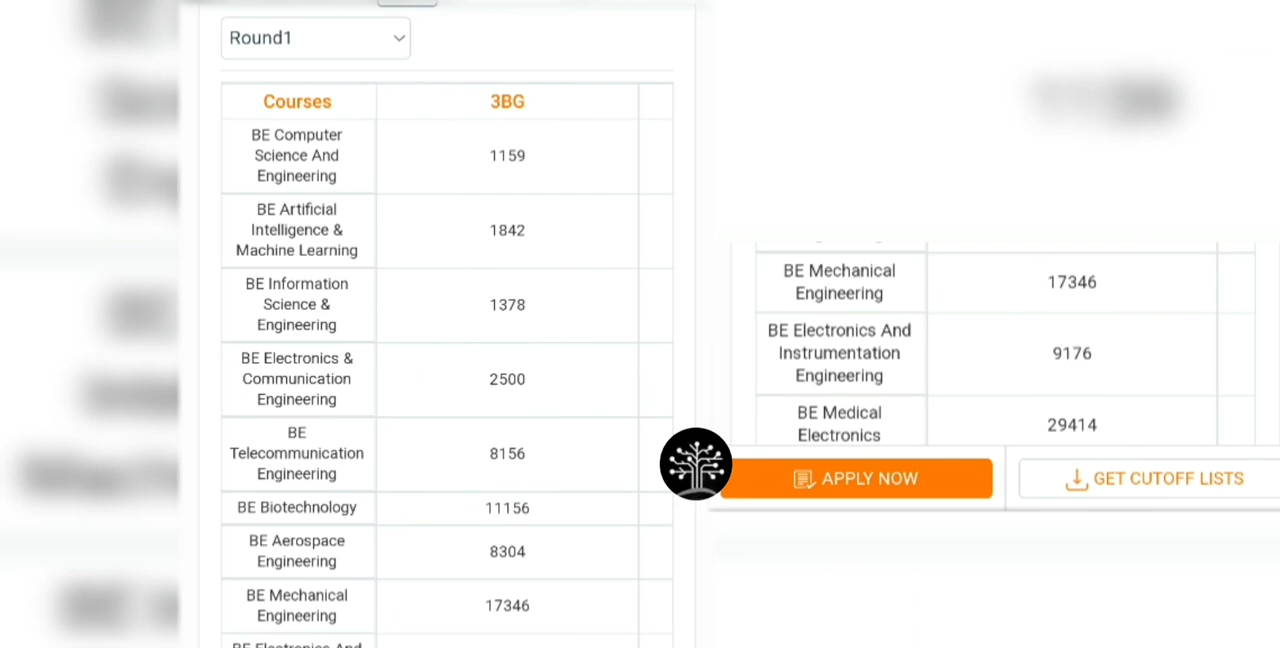 Round1
Courses
3BG
BE Computer
Science And
Engineering
1159
BE Artificial
Intelligence &
Machine Learning
1842
BE Information
Science &
Engineering
1378
BE Electronics &
Communication
Engineering
2500
BE
Telecommunication
Engineering
8156
BE Biotechnology
11156
BE Aerospace
Engineering
8304
BE Mechanical
Engineering
17346
BE Electronics And
BE Mechanical
Engineering
17346
BE Electronics And
Instrumentation
Engineering
9176
BE Medical
Electronics
29414
APPLY NOW
GET CUTOFF LISTS